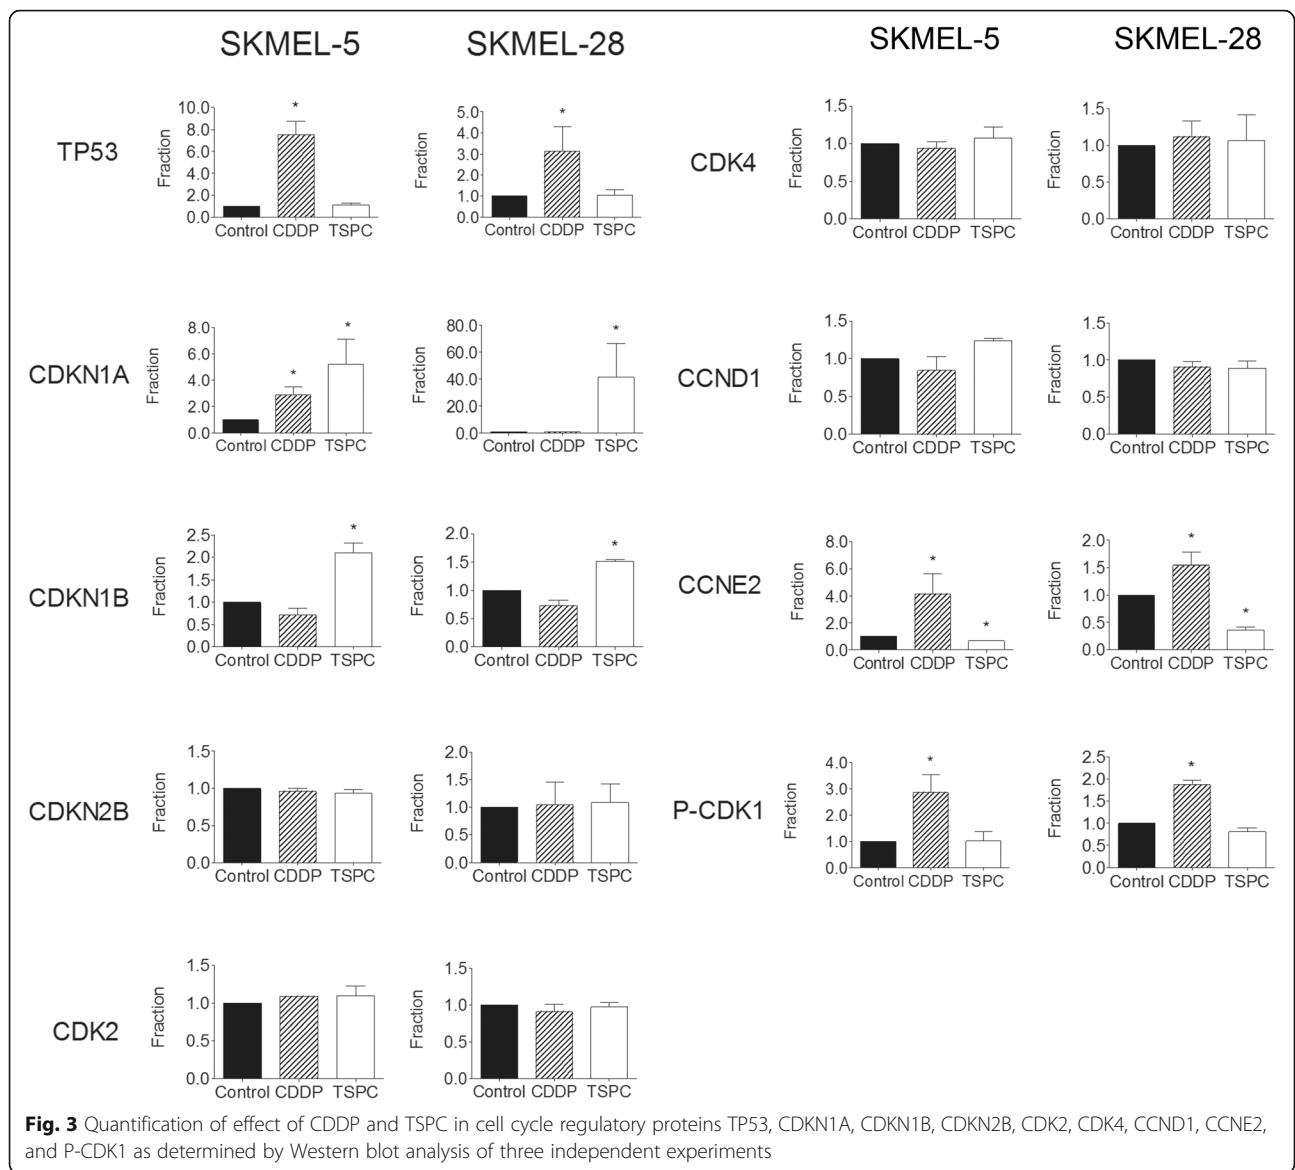 SKMEL-5 SKMEL-28 SKMEL-5 SKMEL-28
TP53
Fraction
10.0
8.0
6.0
4.0
2.0
0.0
*
Control CDDP TSPC
Fraction
5.0
4.0
3.0
2.0
1.0
0.0
*
Control CDDP TSPC
CDK4
Fraction
1.5
1.0
0.5
0.0
Control CDDP TSPC
Fraction
1.5
1.0
0.5
0.0
Control CDDP TSPC
CDKN1A
Fraction
8.0
6.0
4.0
2.0
0.0
*
*
Control CDDP TSPC
Fraction
80.0
60.0
40.0
20.0
0.0
*
Control CDDP TSPC
CCND1
Fraction
1.5
1.0
0.5
0.0
Control CDDP TSPC
Fraction
1.5
1.0
0.5
0.0
Control CDDP TSPC
CDKN1B
Fraction
2.5
2.0
1.5
1.0
0.5
0.0
*
Control CDDP TSPC
Fraction
2.0
1.5
1.0
0.5
0.0
*
Control CDDP TSPC
CCNE2
Fraction
8.0
6.0
4.0
2.0
0.0
*
*
Control CDDP TSPC
Fraction
2.0
1.5
1.0
0.5
0.0
*
*
Control CDDP TSPC
CDKN2B
Fraction
1.5
1.0
0.5
0.0
Control CDDP TSPC
Fraction
2.0
1.5
1.0
0.5
0.0
Control CDDP TSPC
P-CDK1
Fraction
4.0
3.0
2.0
1.0
0.0
*
Control CDDP TSPC
Fraction
2.5
2.0
1.5
1.0
0.5
0.0
*
Control CDDP TSPC
CDK2
Fraction
1.5
1.0
0.5
0.0
Control CDDP TSPC
Fraction
1.5
1.0
0.5
0.0
Control CDDP TSPC
Fig. 3 Quantification of effect of CDDP and TSPC in cell cycle regulatory proteins TP53, CDKN1A, CDKN1B, CDKN2B, CDK2, CDK4, CCND1, CCNE2,
and P-CDK1 as determined by Western blot analysis of three independent experiments